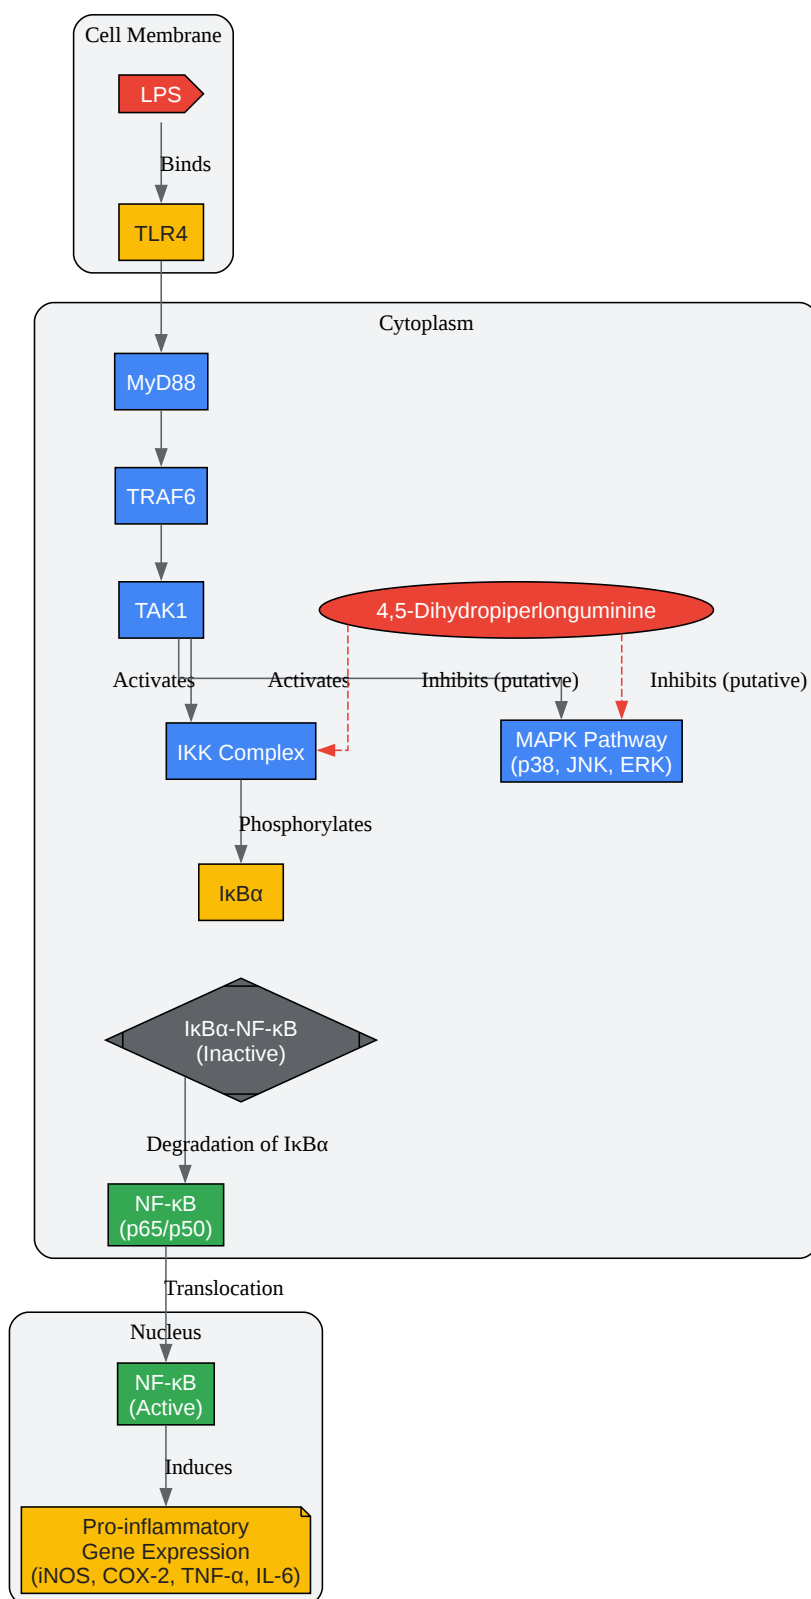 Cell Membrane
LPS
Binds
TLR4
Cytoplasm
MyD88
TRAF6
TAK1
4,5-Dihydropiperlonguminine
Activates
Activates
Inhibits (putative)
Inhibits (putative)
IKK Complex
MAPK Pathway
(p38, JNK, ERK)
Phosphorylates
IκBα
IκBα-NF-κB
(Inactive)
Degradation of IκBα
NF-κB
(p65/p50)
Translocation
Nucleus
NF-κB
(Active)
Induces
Pro-inflammatory
Gene Expression
(iNOS, COX-2, TNF-α, IL-6)